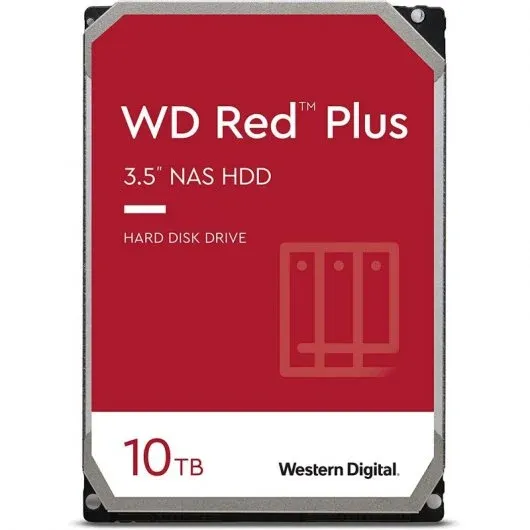 WD Red™ Plus
3.5" NAS HDD
HARD DISK DRIVE
10TB
Western Digital.